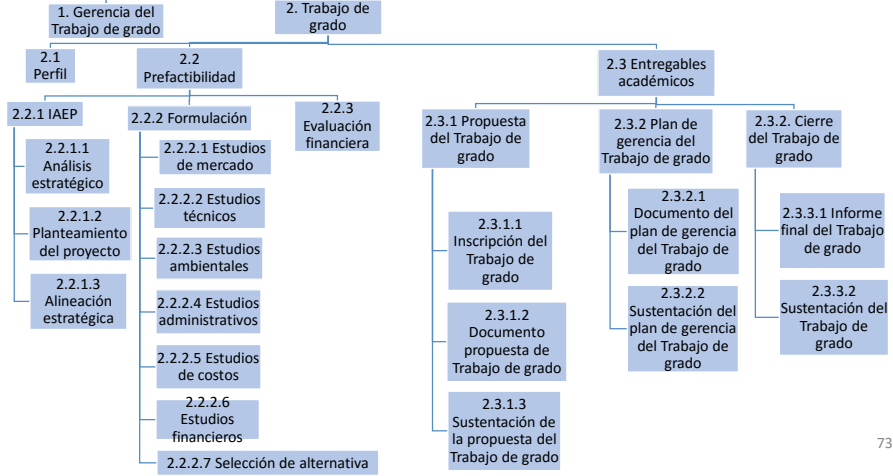 1. Gerencia del
Trabajo de grado
2. Trabajo de
grado
2.1
Perfil
2.2
Prefactibilidad
2.3 Entregables
académicos
2.2.1 IAEP
2.2.2 Formulación
2.2.3
Evaluación
financiera
2.3.1 Propuesta
del Trabajo de
grado
2.3.2 Plan de
gerencia del
Trabajo de grado
2.3.2. Cierre
del Trabajo de
grado
2.2.1.1
Análisis
estratégico
2.2.1.2
Planteamiento
del proyecto
2.2.1.3
Alineación
estratégica
2.2.2.1 Estudios
de mercado
2.2.2.2 Estudios
técnicos
2.2.2.3 Estudios
ambientales
2.2.2.4 Estudios
administrativos
2.2.2.5 Estudios
de costos
2.2.2.6
Estudios
financieros
2.2.2.7 Selección de alternativa
2.3.1.1
Inscripción del
Trabajo de
grado
2.3.1.2
Documento
propuesta de
Trabajo de grado
2.3.1.3
Sustentación de
la propuesta del
Trabajo de grado
2.3.2.1
Documento del
plan de gerencia
del Trabajo de
grado
2.3.2.2
Sustentación del
plan de gerencia
del Trabajo de
grado
2.3.3.1 Informe
final del Trabajo
de grado
2.3.3.2
Sustentación del
Trabajo de
grado
73